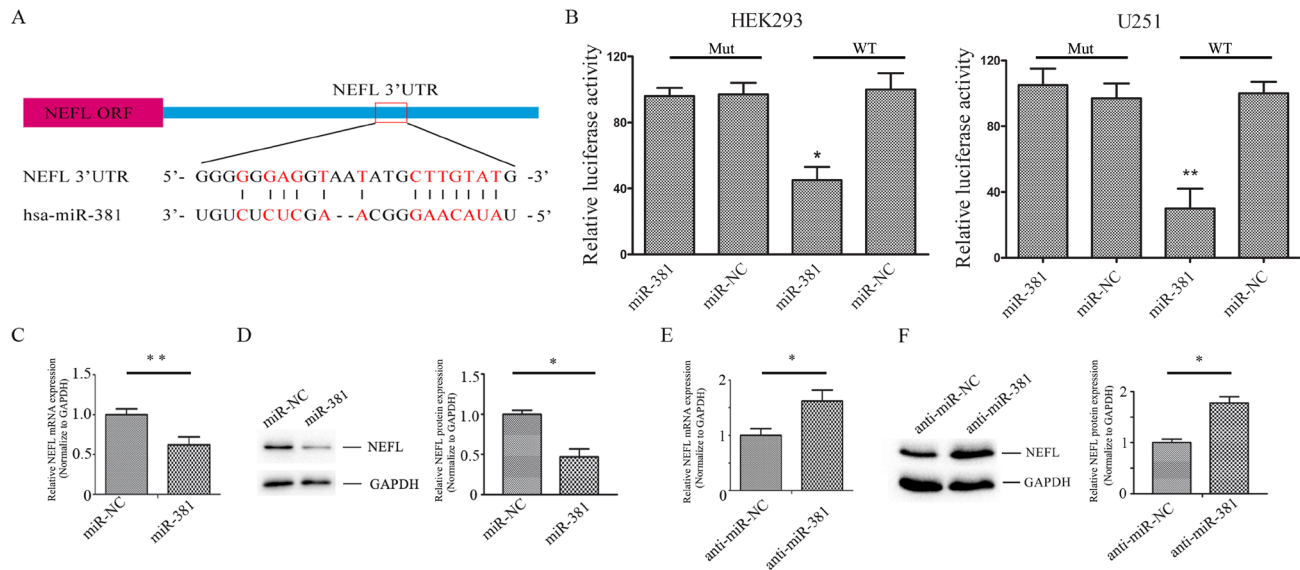 A
NEFL 3'UTR
NEFL ORF
NEFL 3'UTR 5'- GGGGGGAGGTAATATGCTTGTATG -3'
hsa-miR-381 3'- UGUCUCUCGA--ACGGGAACAUAU -5'
B
HEK293
Mut WT
Relative luciferase activity
120
80
40
0
*
miR-381 miR-NC miR-381 miR-NC
U251
Mut WT
Relative luciferase activity
120
80
40
0
**
miR-381 miR-NC miR-381 miR-NC
C
Relative NEFL mRNA expression
(Normalize to GAPDH)
1.5
1.0
0.5
0
**
miR-NC miR-381
D
miR-NC miR-381
NEFL
GAPDH
Relative NEFL protein expression
(Normalize to GAPDH)
1.5
1.0
0.5
0
*
miR-NC miR-381
E
Relative NEFL mRNA expression
(Normalize to GAPDH)
2
1
0
*
anti-miR-NC anti-miR-381
F
anti-miR-NC anti-miR-381
NEFL
GAPDH
Relative NEFL protein expression
(Normalize to GAPDH)
2
1
0
*
anti-miR-NC anti-miR-381